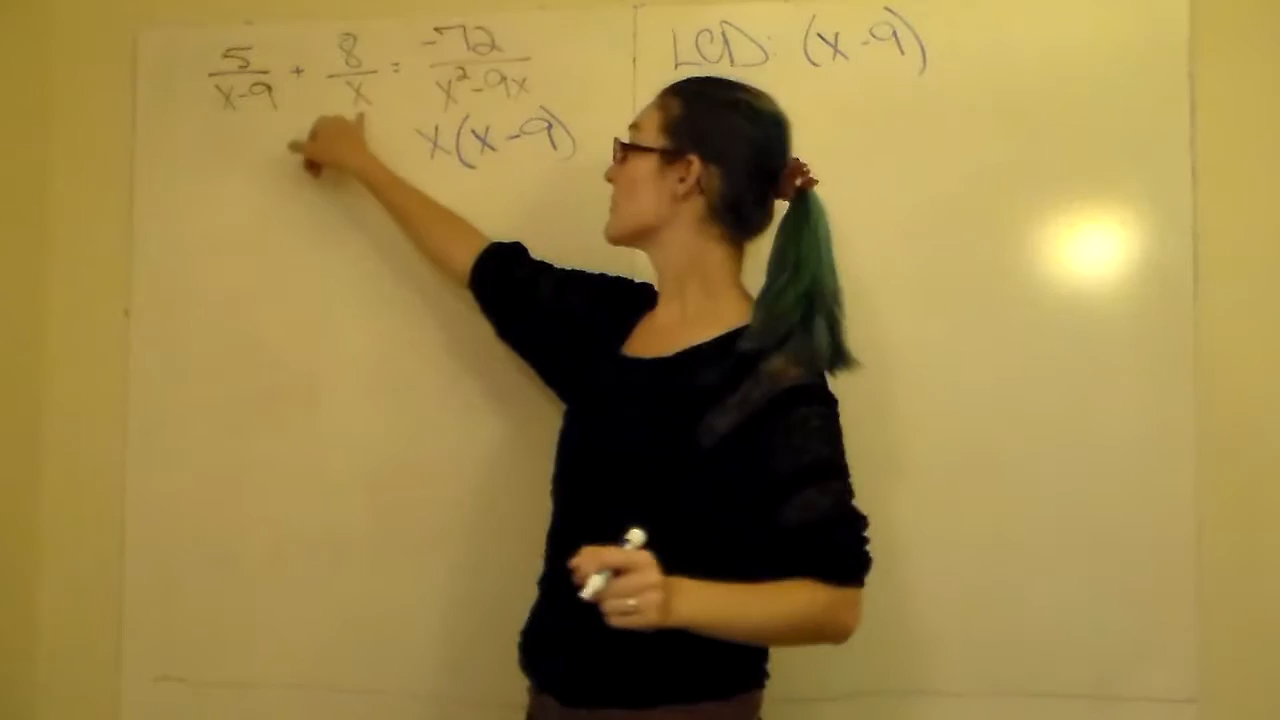 5/(x-9) + 8/x = -72/(x²-9x)
x(x-9)
LCD: (x-9)